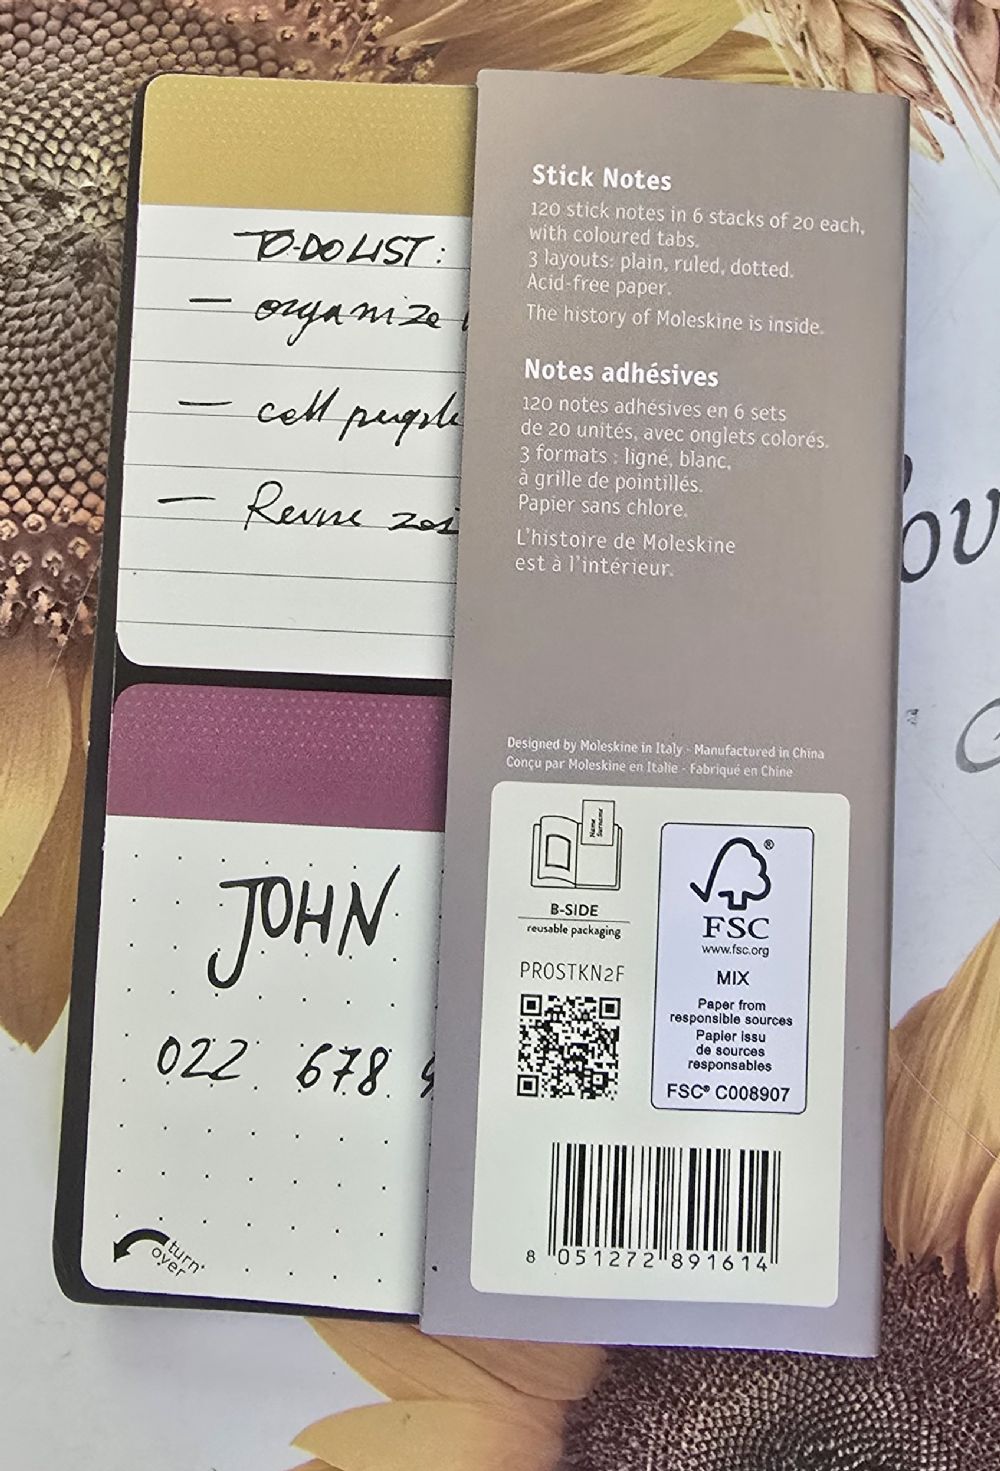 TO-DO LIST:
— organize
— cell people
— Revise
JOHN
022 678
turn
over
Stick Notes
120 stick notes in 6 stacks of 20 each,
with coloured tabs.
3 layouts: plain, ruled, dotted.
Acid-free paper.
The history of Moleskine is inside.
Notes adhésives
120 notes adhésives en 6 sets
de 20 unités, avec onglets colorés.
3 formats : ligné, blanc,
à grille de pointillés.
Papier sans chlore.
L'histoire de Moleskine
est à l'intérieur.
Designed by Moleskine in Italy - Manufactured in China
Conçu par Moleskine en Italie - Fabriqué en Chine
Name
Surname
B-SIDE
reusable packaging
PROSTKN2F
®
FSC
www.fsc.org
MIX
Paper from
responsible sources
Papier issu
de sources
responsables
FSC® C008907
8 051272 891614
ou